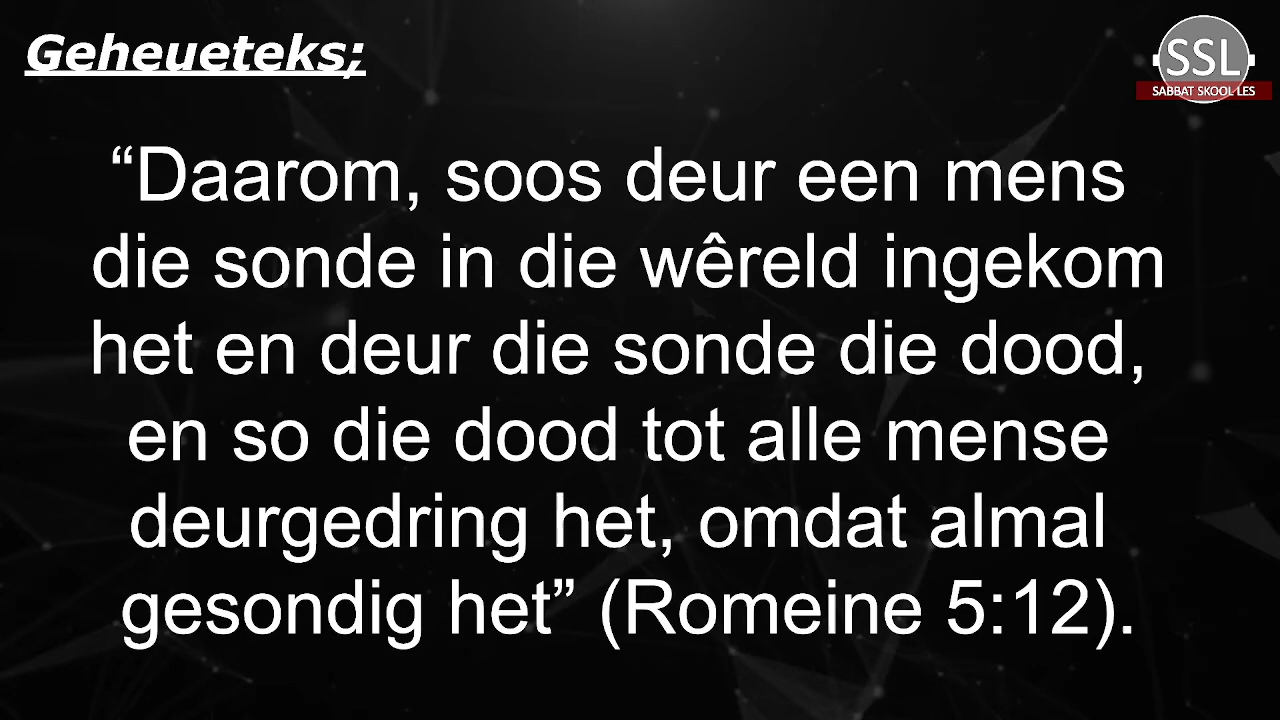 Geheueteks;
SSL
SABBAT SKOOL LES
“Daarom, soos deur een mens
die sonde in die wêreld ingekom
het en deur die sonde die dood,
en so die dood tot alle mense
deurgedring het, omdat almal
gesondig het” (Romeine 5:12).